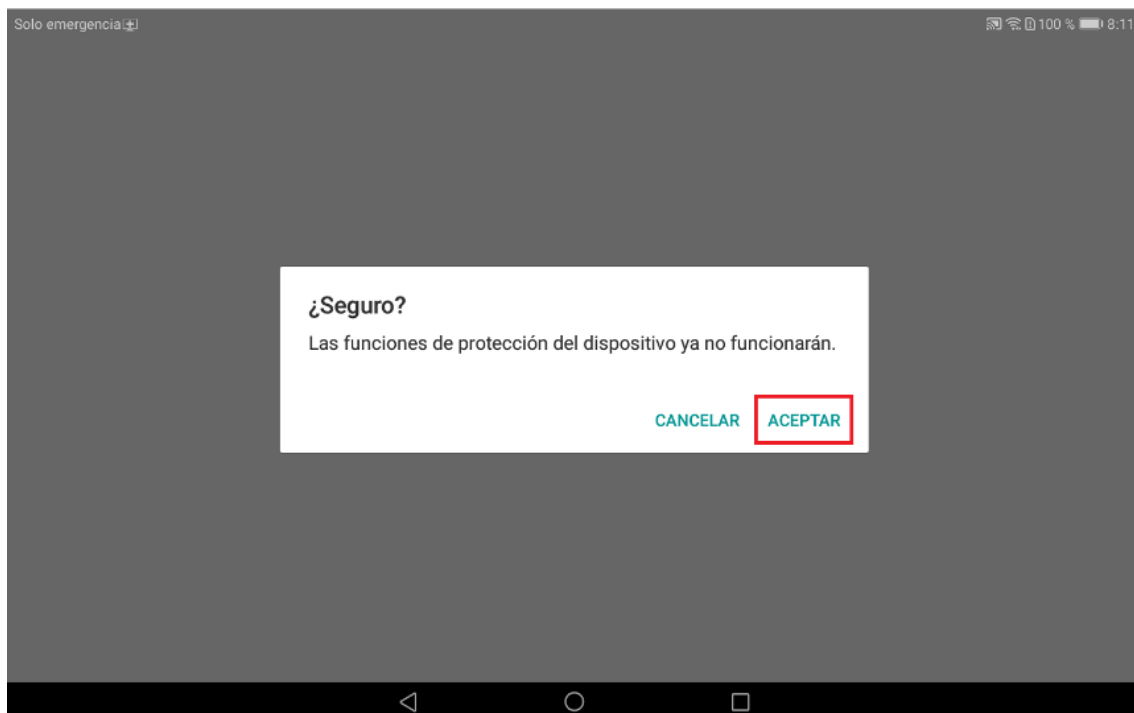 Solo emergencia
100 % 8:11
¿Seguro?
Las funciones de protección del dispositivo ya no funcionarán.
CANCELAR ACEPTAR